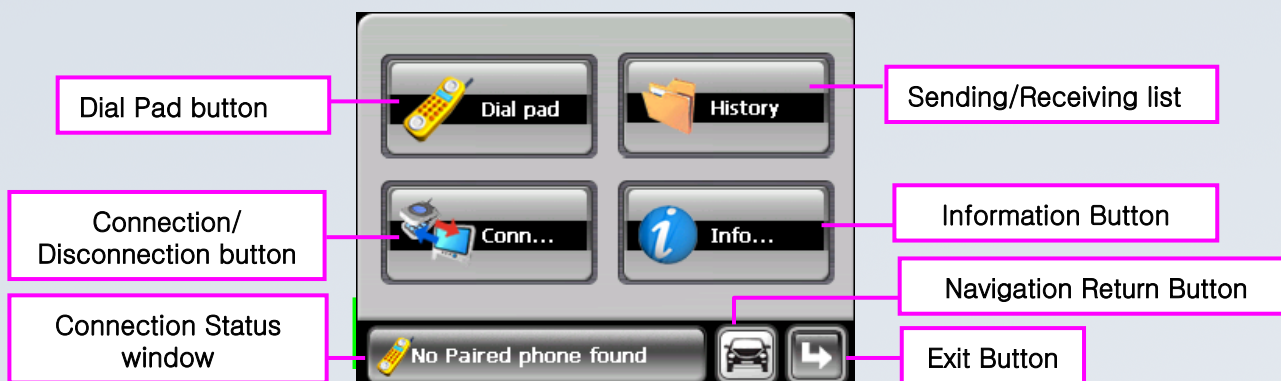 Dial Pad button
Dial pad
History
Sending/Receiving list
Connection/
Disconnection button
Conn...
Info...
Information Button
Navigation Return Button
Connection Status
window
No Paired phone found
Exit Button